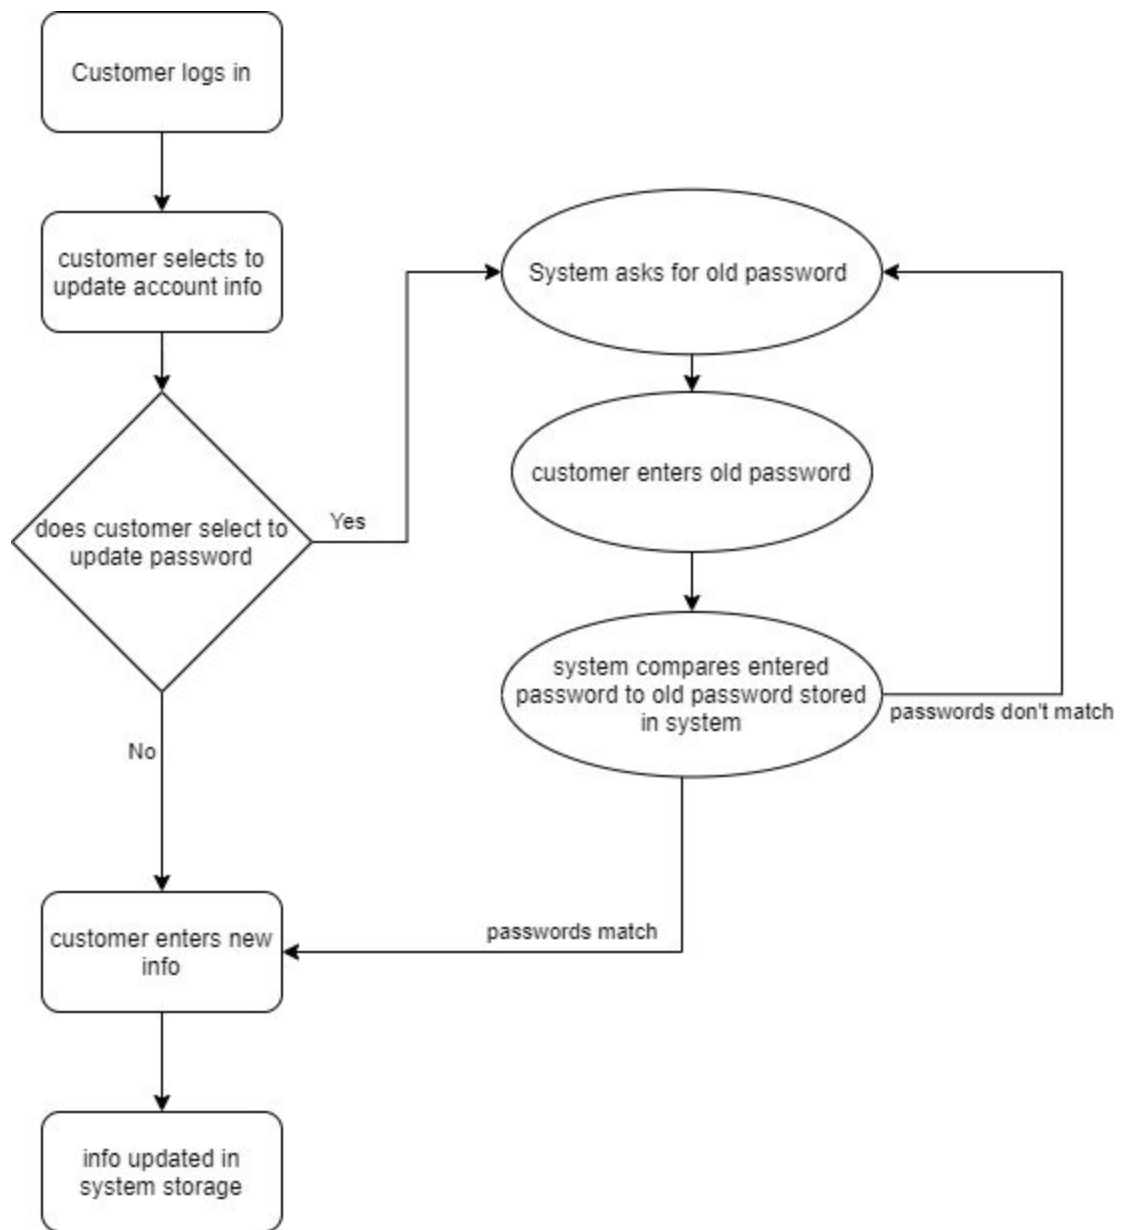 Customer logs in
customer selects to
update account info
does customer select to
update password
Yes
System asks for old password
customer enters old password
system compares entered
password to old password stored
in system
passwords don't match
No
passwords match
customer enters new
info
info updated in
system storage